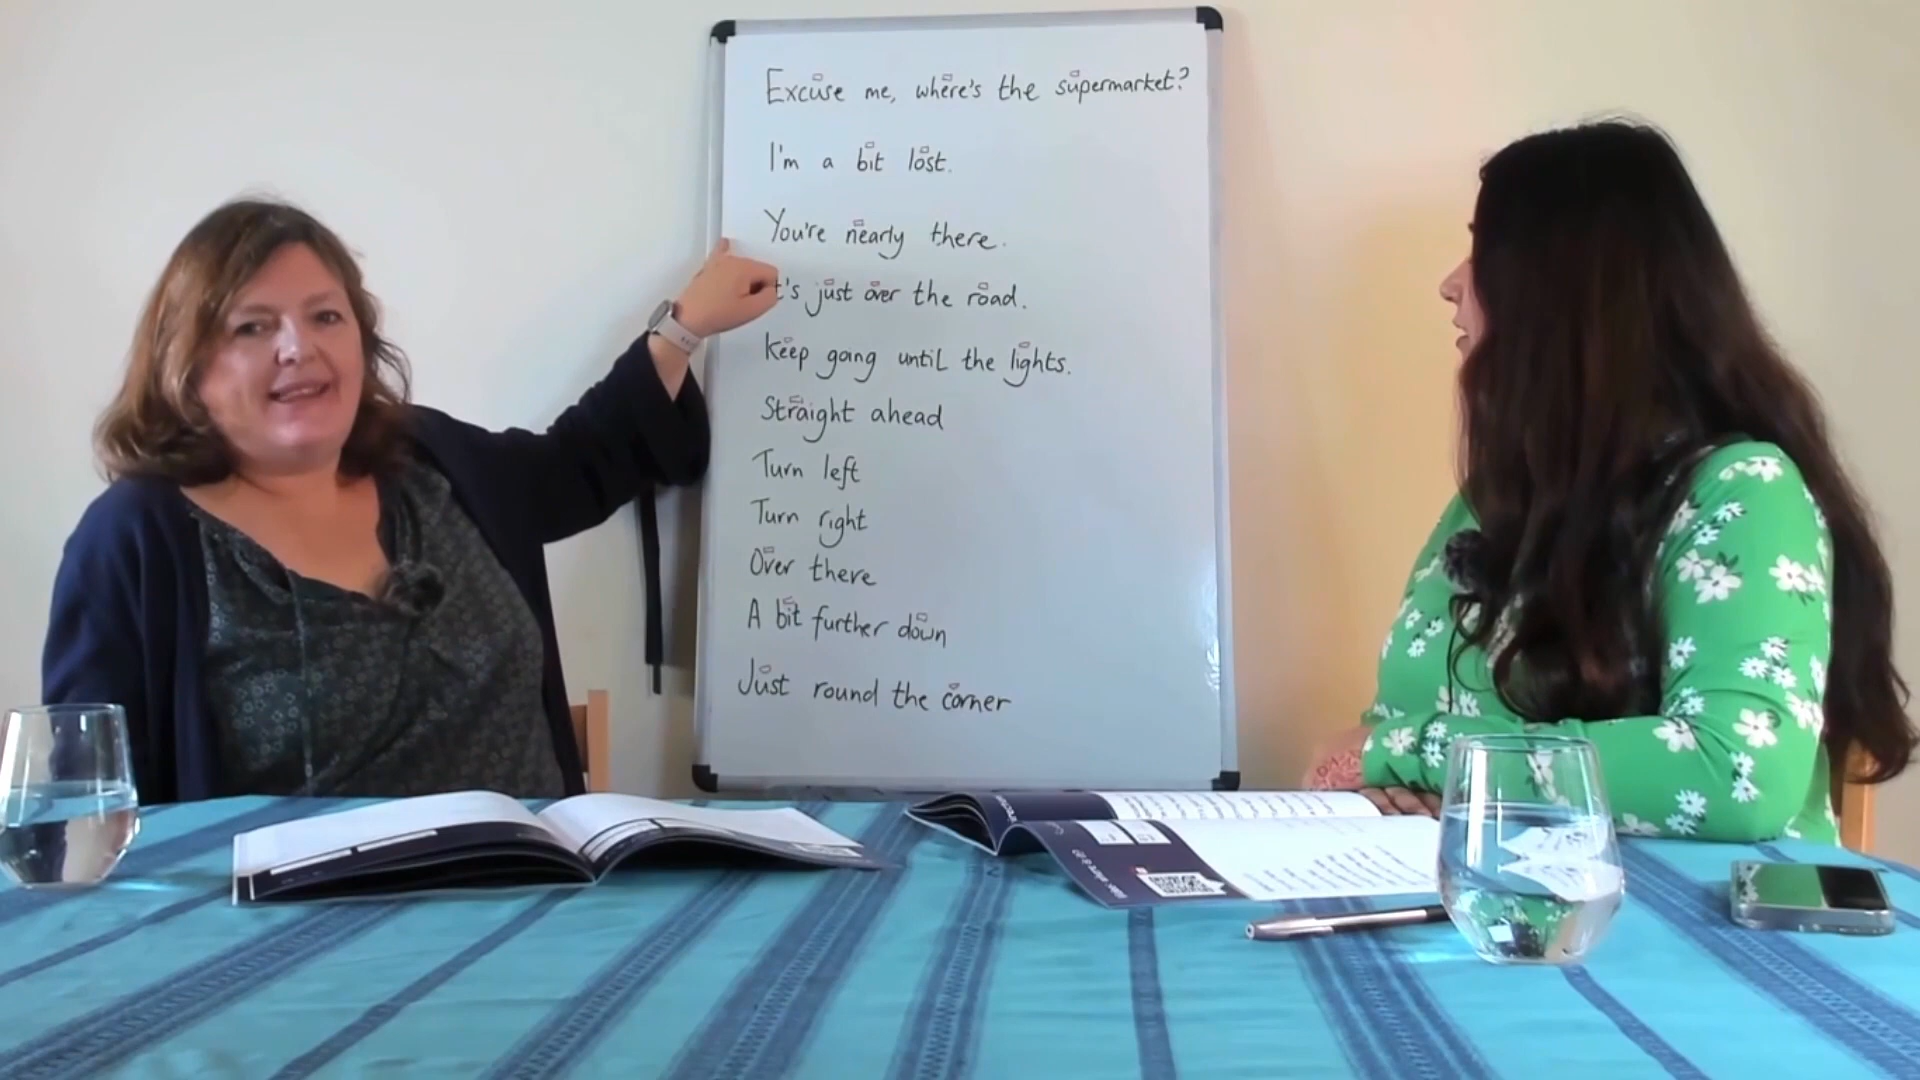 Excuse me, where's the supermarket?
I'm a bit lost.
You're nearly there.
t's just over the road.
Keep going until the lights.
Straight ahead
Turn left
Turn right
Over there
A bit further down
Just round the corner